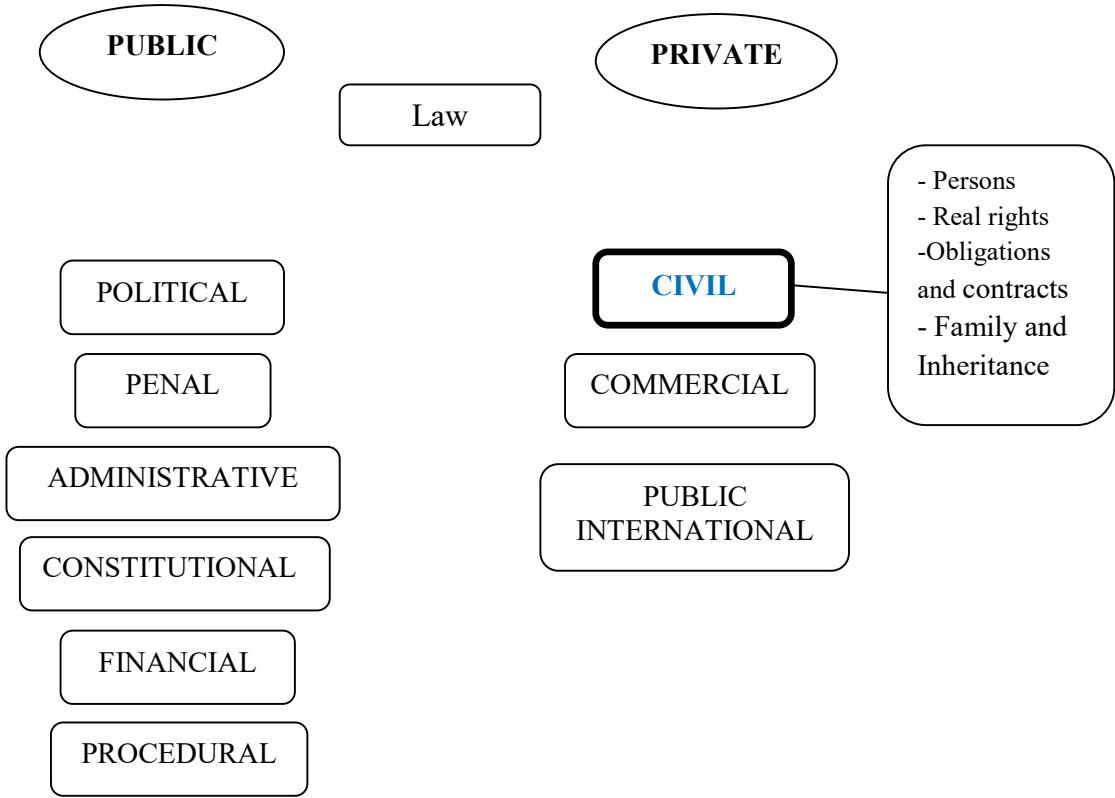 PUBLIC
PRIVATE
Law
POLITICAL
PENAL
ADMINISTRATIVE
CONSTITUTIONAL
FINANCIAL
PROCEDURAL
CIVIL
COMMERCIAL
PUBLIC
INTERNATIONAL
- Persons
- Real rights
-Obligations
and contracts
- Family and
Inheritance